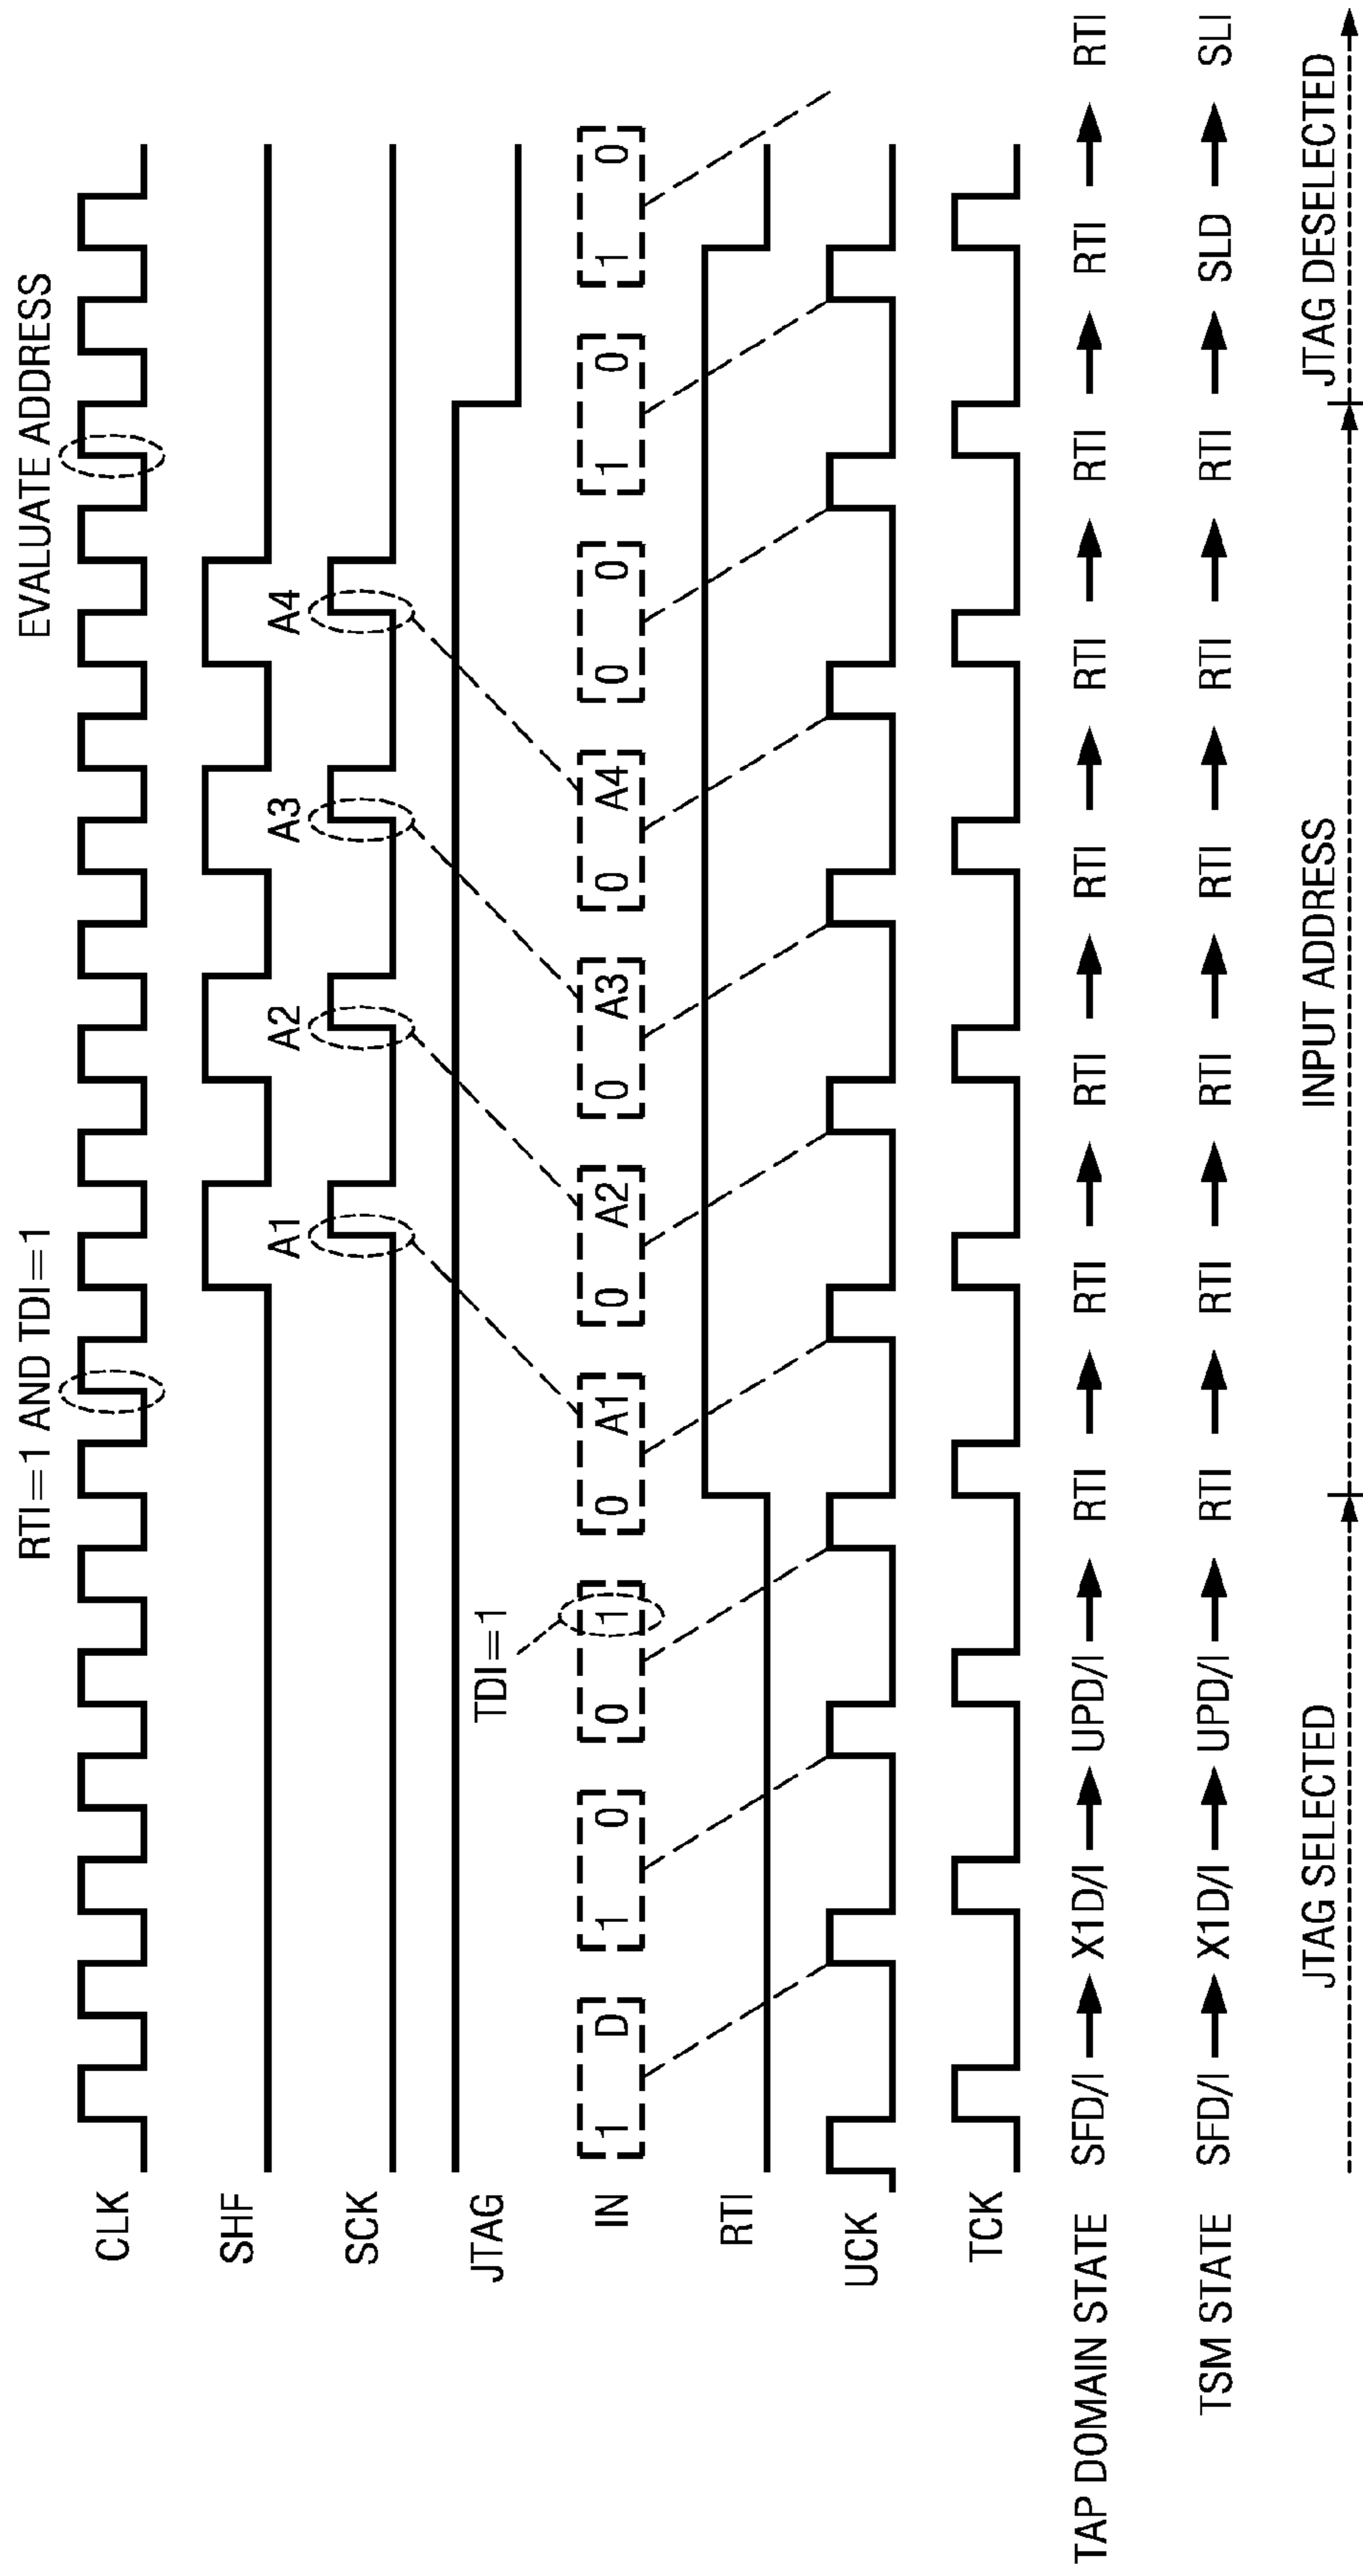 RTI=1 AND TDI=1
EVALUATE ADDRESS
CLK
SHF
A1 A2 A3 A4
SCK
JTAG
TDI=1
IN 1 D 1 0 0 1 0 A1 0 A2 0 A3 0 A4 0 0 1 0 1 0
RTI
UCK
TCK
TAP DOMAIN STATE SFD/I → X1D/I → UPD/I → RTI → RTI → RTI → RTI → RTI → RTI → RTI → RTI
TSM STATE SFD/I → X1D/I → UPD/I → RTI → RTI → RTI → RTI → RTI → RTI → SLD → SLI
JTAG SELECTED
INPUT ADDRESS
JTAG DESELECTED